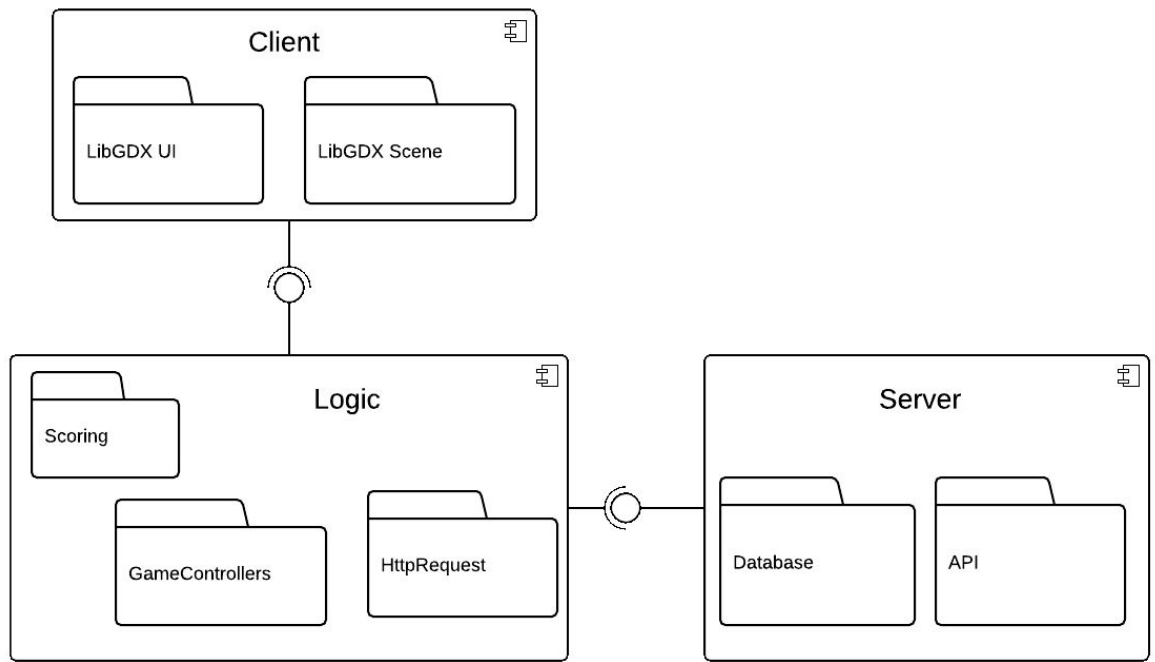 Client
LibGDX UI
LibGDX Scene
Logic
Scoring
GameControllers
HttpRequest
Server
Database
API